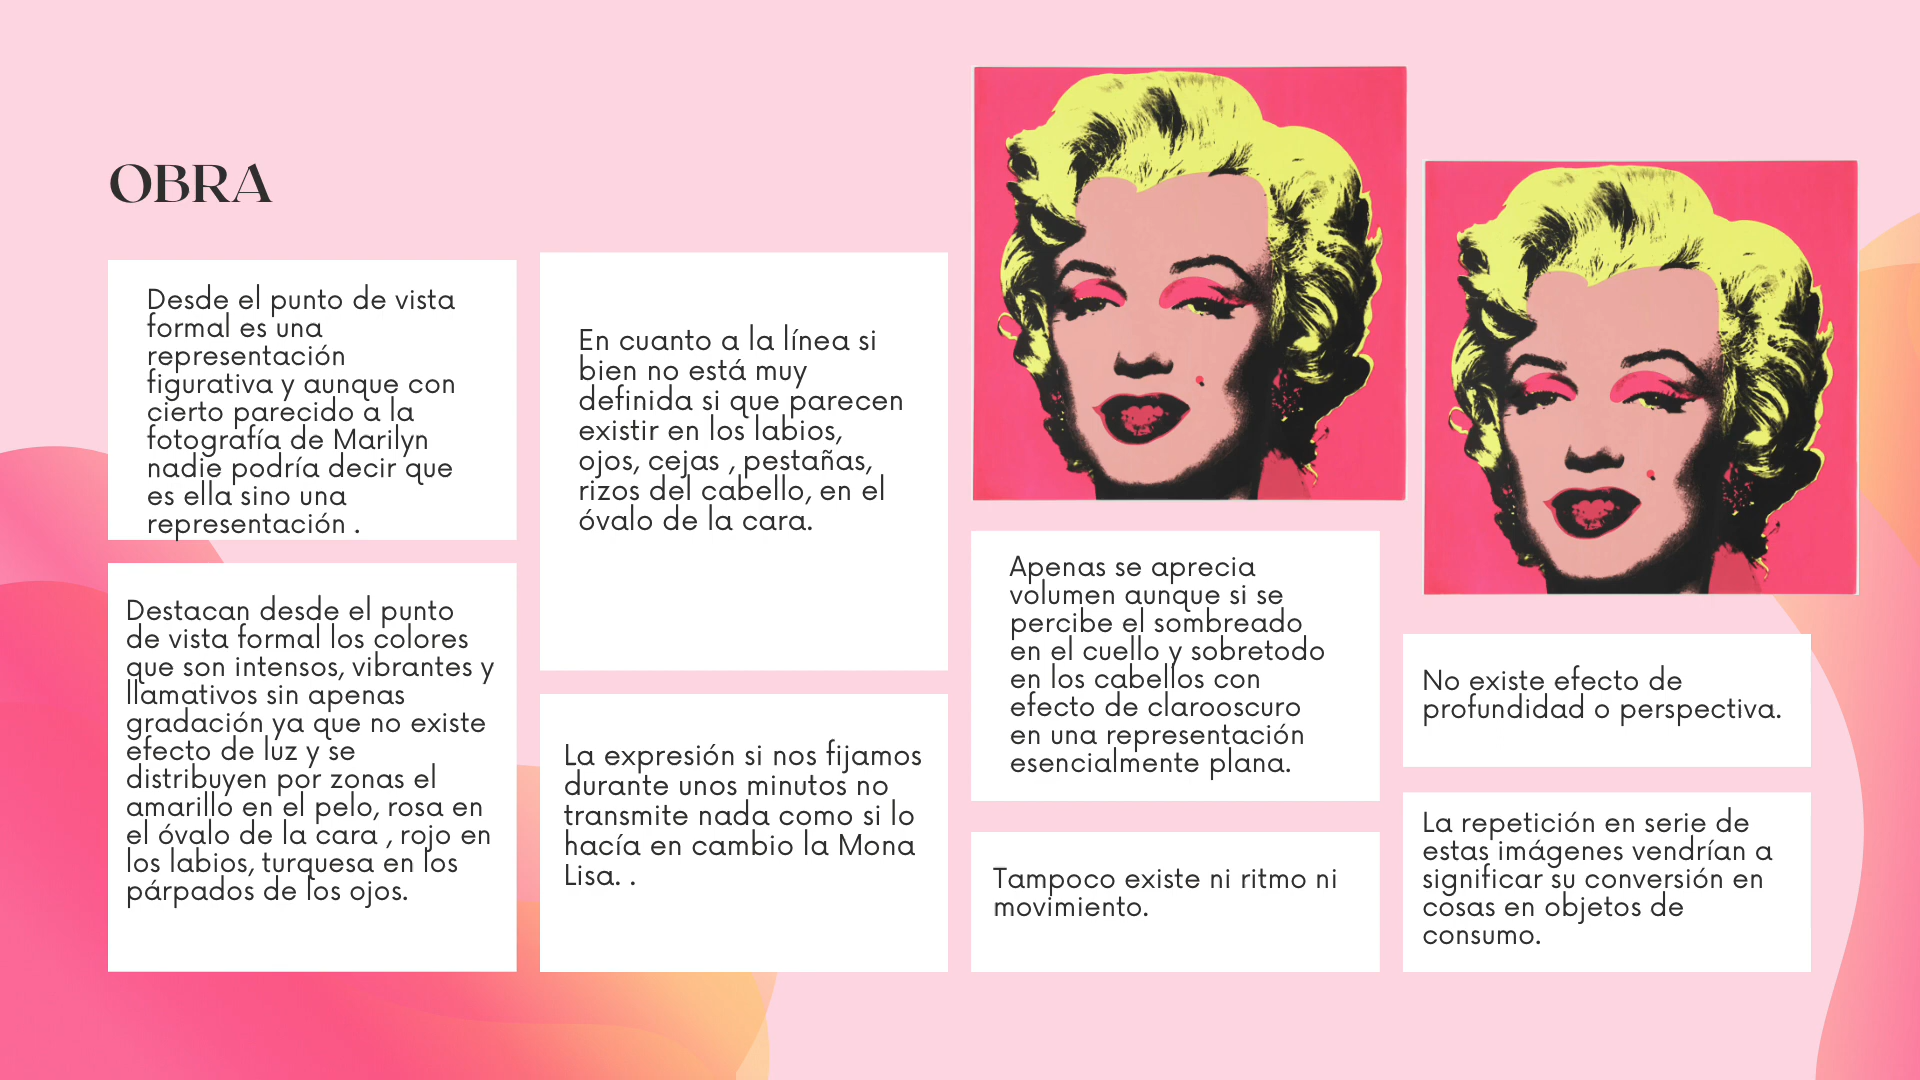 OBRA
Desde el punto de vista
formal es una
representación
figurativa y aunque con
cierto parecido a la
fotografía de Marilyn
nadie podría decir que
es ella sino una
representación .
Destacan desde el punto
de vista formal los colores
que son intensos, vibrantes y
llamativos sin apenas
gradación ya que no existe
efecto de luz y se
distribuyen por zonas el
amarillo en el pelo, rosa en
el óvalo de la cara , rojo en
los labios, turquesa en los
párpados de los ojos.
En cuanto a la línea si
bien no está muy
definida si que parecen
existir en los labios,
ojos, cejas , pestañas,
rizos del cabello, en el
óvalo de la cara.
La expresión si nos fijamos
durante unos minutos no
transmite nada como si lo
hacía en cambio la Mona
Lisa. .
Apenas se aprecia
volumen aunque si se
percibe el sombreado
en el cuello y sobretodo
en los cabellos con
efecto de clarooscuro
en una representación
esencialmente plana.
Tampoco existe ni ritmo ni
movimiento.
No existe efecto de
profundidad o perspectiva.
La repetición en serie de
estas imágenes vendrían a
significar su conversión en
cosas en objetos de
consumo.